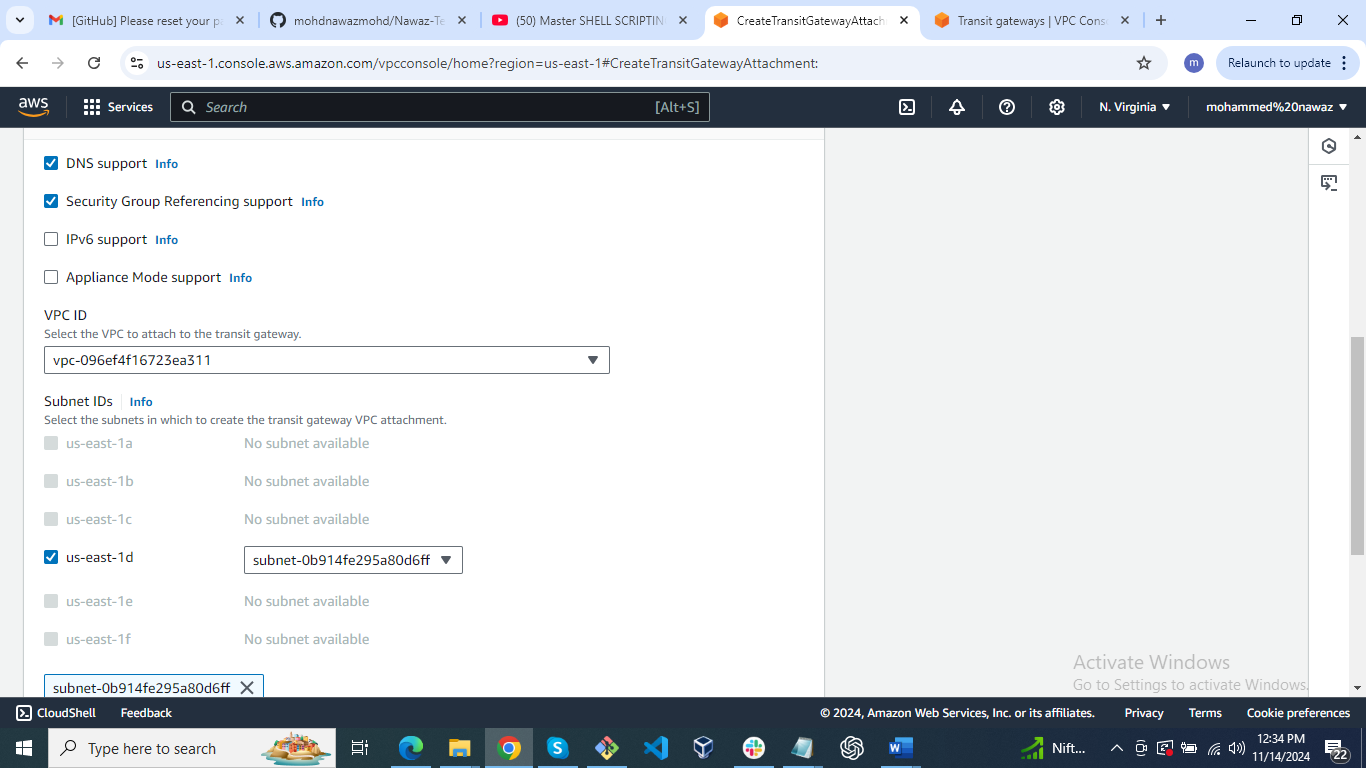 [GitHub] Please reset your pa
mohdnawazmohd/Nawaz-Te
(50) Master SHELL SCRIPTIN
CreateTransitGatewayAttach
Transit gateways | VPC Cons
us-east-1.console.aws.amazon.com/vpcconsole/home?region=us-east-1#CreateTransitGatewayAttachment:
m
Relaunch to update
aws
Services
Search
[Alt+S]
N. Virginia
mohammed%20nawaz
DNS support Info
Security Group Referencing support Info
IPv6 support Info
Appliance Mode support Info
VPC ID
Select the VPC to attach to the transit gateway.
vpc-096ef4f16723ea311
Subnet IDs Info
Select the subnets in which to create the transit gateway VPC attachment.
us-east-1a No subnet available
us-east-1b No subnet available
us-east-1c No subnet available
us-east-1d subnet-0b914fe295a80d6ff
us-east-1e No subnet available
us-east-1f No subnet available
subnet-0b914fe295a80d6ff
Activate Windows
Go to Settings to activate Windows.
CloudShell Feedback
© 2024, Amazon Web Services, Inc. or its affiliates. Privacy Terms Cookie preferences
Type here to search
Nift...
12:34 PM
11/14/2024
22